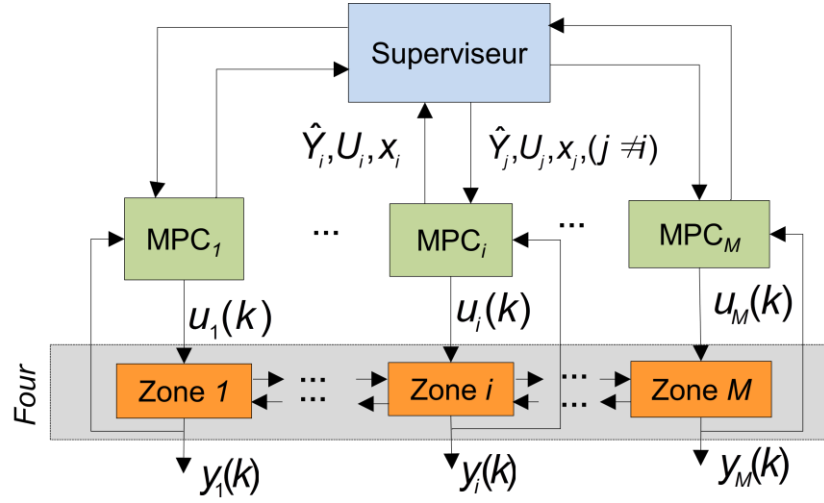 Superviseur
Ŷi,Ui,xi
Ŷj,Uj,xj,(j ≠i)
MPC1
...
MPCi
...
MPCM
u1(k)
ui(k)
uM(k)
Four
Zone 1
...
...
Zone i
...
...
Zone M
y1(k)
yi(k)
yM(k)